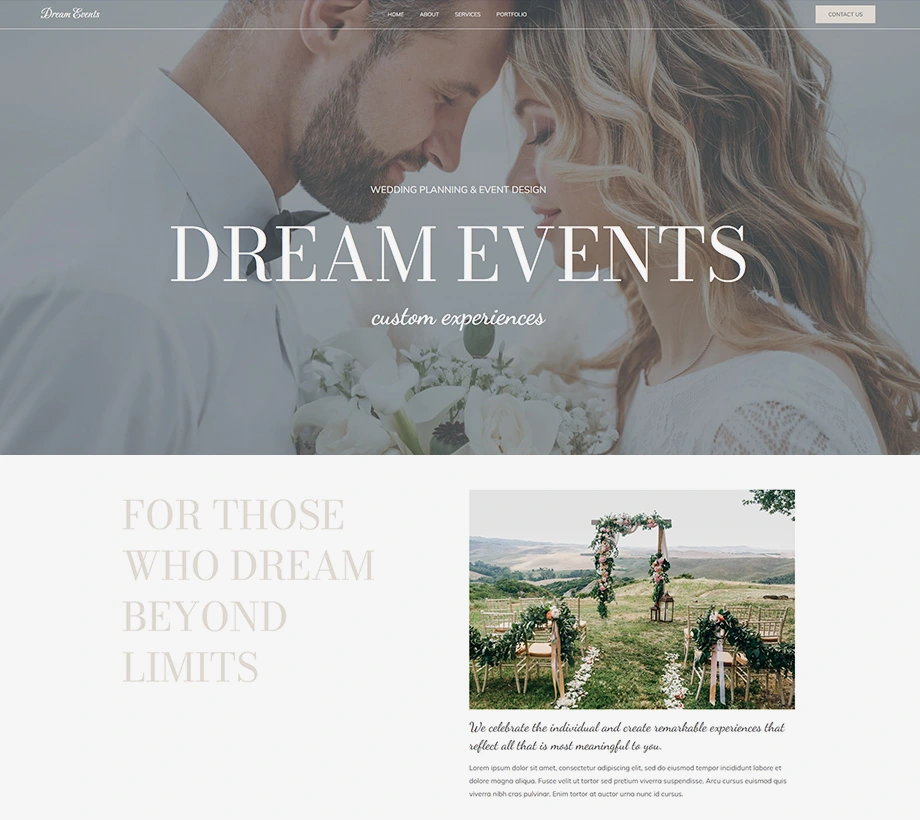 Dream Events
HOME ABOUT SERVICES PORTFOLIO
CONTACT US
WEDDING PLANNING & EVENT DESIGN
DREAM EVENTS
custom experiences
FOR THOSE
WHO DREAM
BEYOND
LIMITS
We celebrate the individual and create remarkable experiences that
reflect all that is most meaningful to you.
Lorem ipsum dolor sit amet, consectetur adipiscing elit, sed do eiusmod tempor incididunt labore et
dolore magna aliqua. Fusce velit ut tortor sed pretium viverra suspendisse. Arcu cursus euismod quis
viverra nibh cras pulvinar. Enim tortor at auctor urna nunc id cursus.